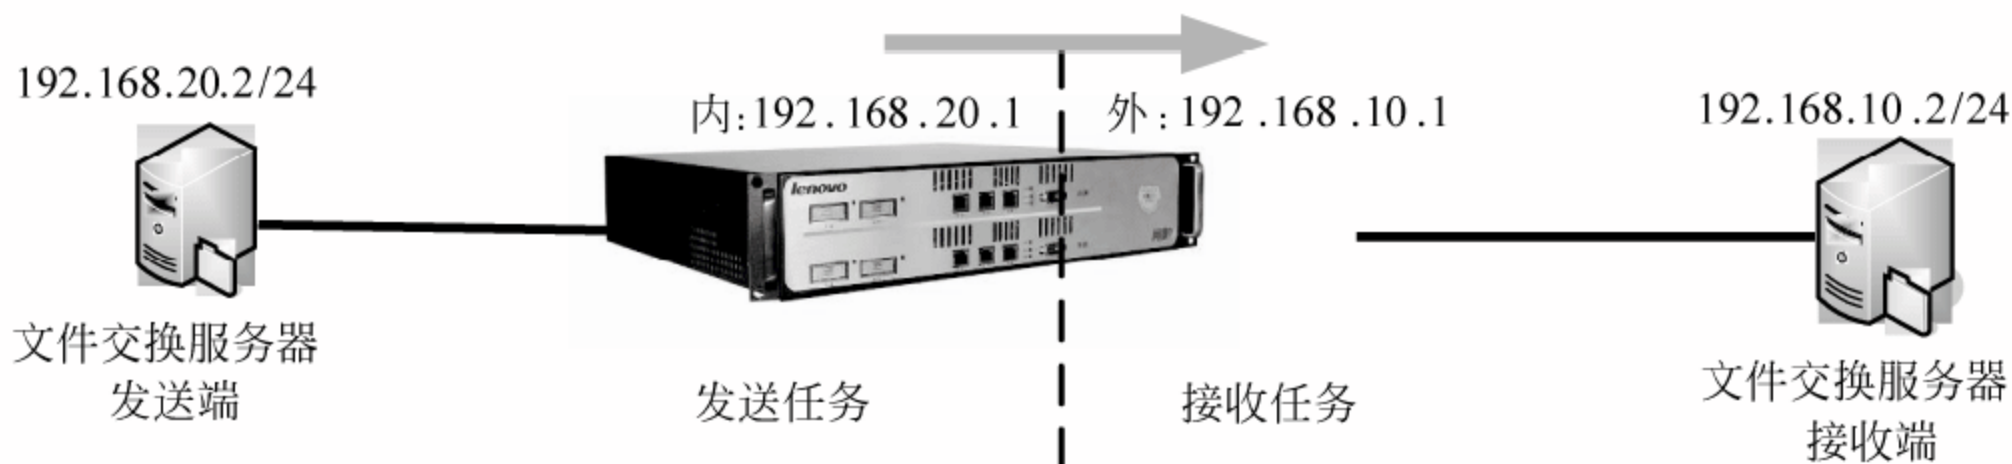 192.168.20.2/24
内:192.168.20.1
外:192.168.10.1
192.168.10.2/24
lenovo
文件交换服务器
发送端
发送任务
接收任务
文件交换服务器
接收端